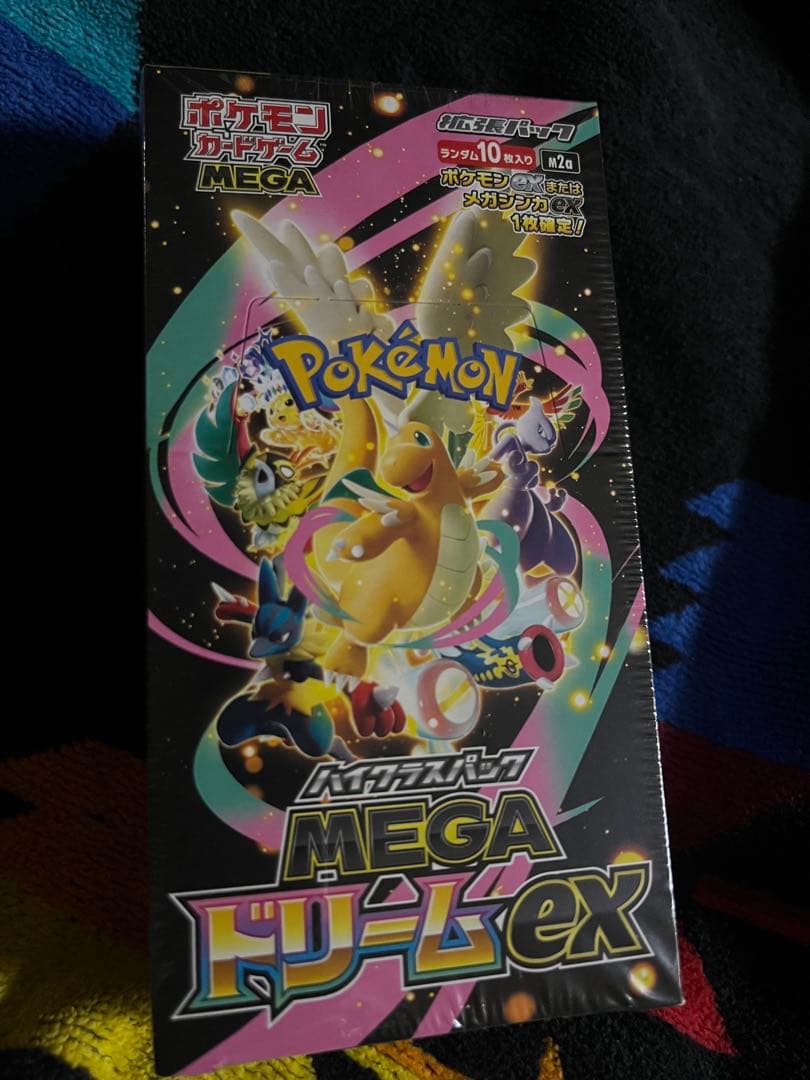 ポケモン
カードゲーム
MEGA
拡張パック
ランダム10枚入り M2a
ポケモンexまたは
メガシンカex
1枚確定!
POKéMON
ハイクラスパック
MEGA
ドリームex